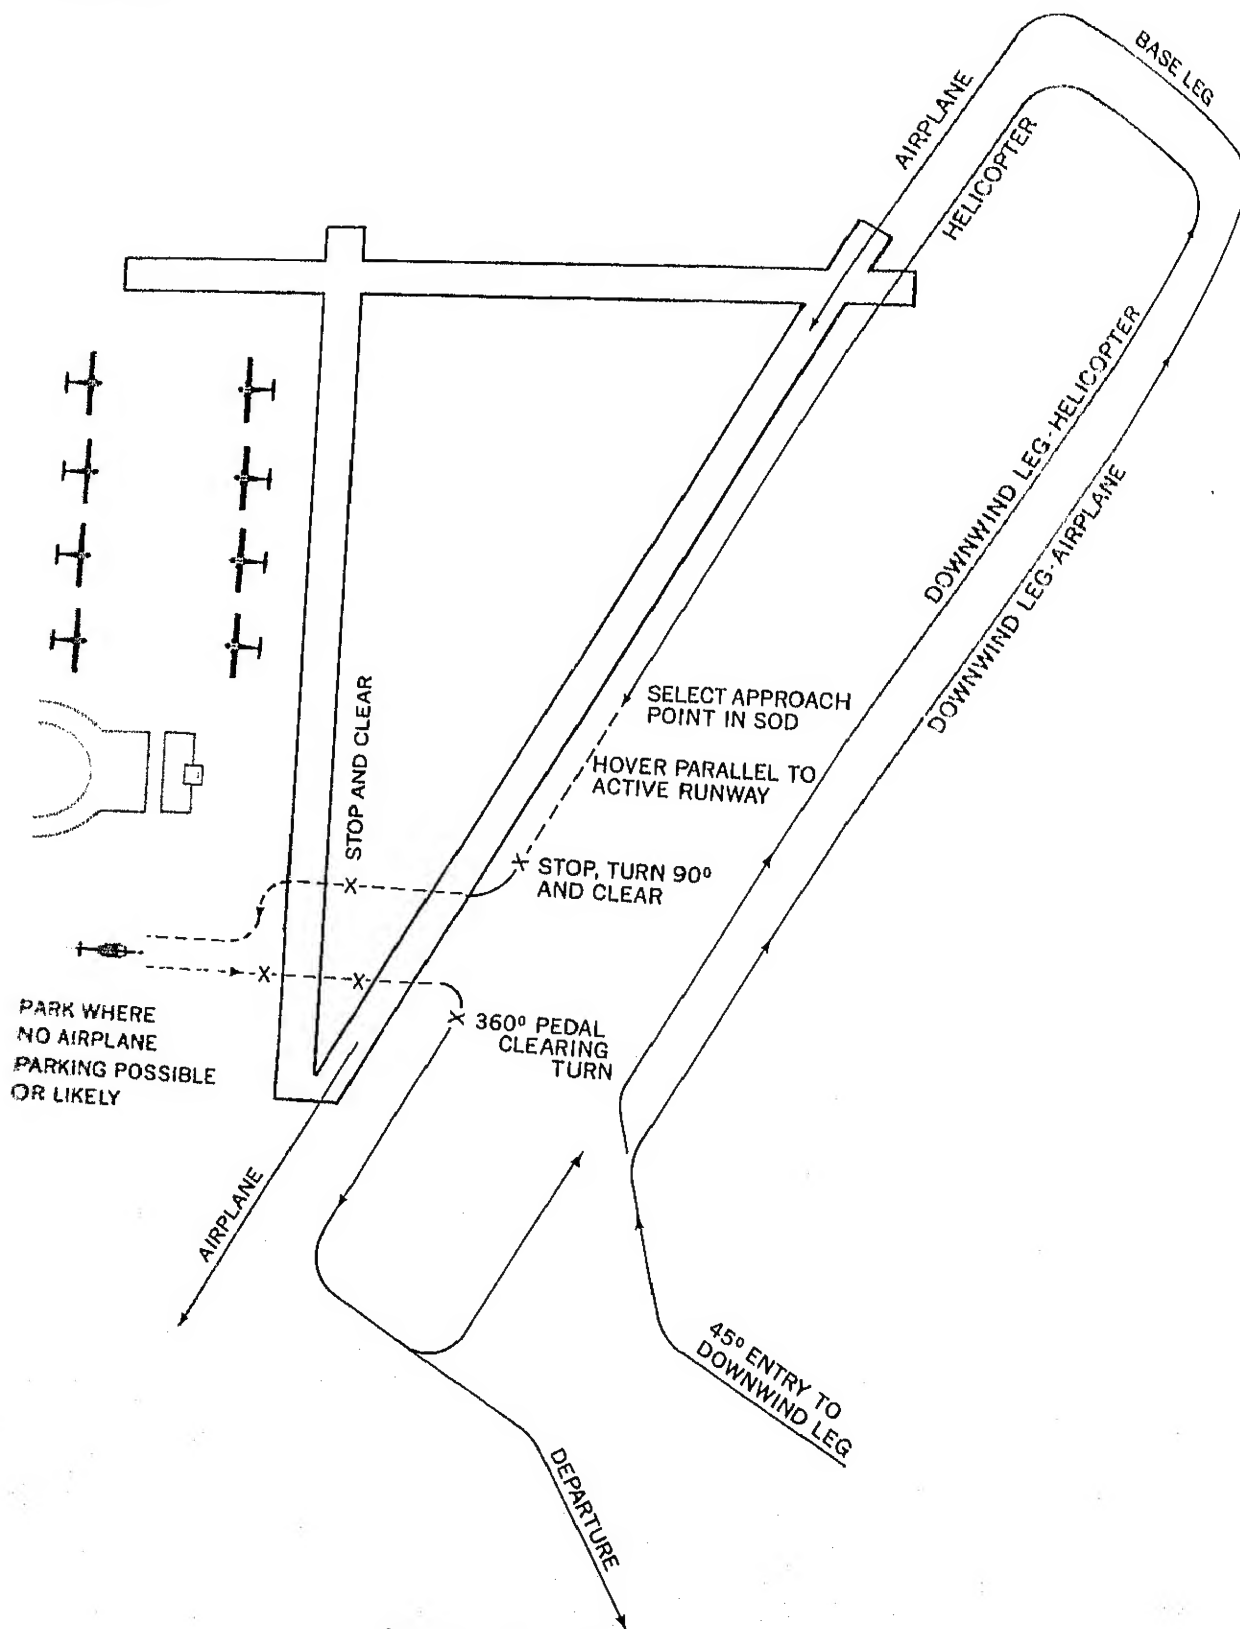 BASE LEG
AIRPLANE
HELICOPTER
DOWNWIND LEG-HELICOPTER
DOWNWIND LEG-AIRPLANE
STOP AND CLEAR
SELECT APPROACH
POINT IN SOD
HOVER PARALLEL TO
ACTIVE RUNWAY
STOP, TURN 90°
AND CLEAR
PARK WHERE
NO AIRPLANE
PARKING POSSIBLE
OR LIKELY
360° PEDAL
CLEARING
TURN
AIRPLANE
45° ENTRY TO
DOWNWIND LEG
DEPARTURE